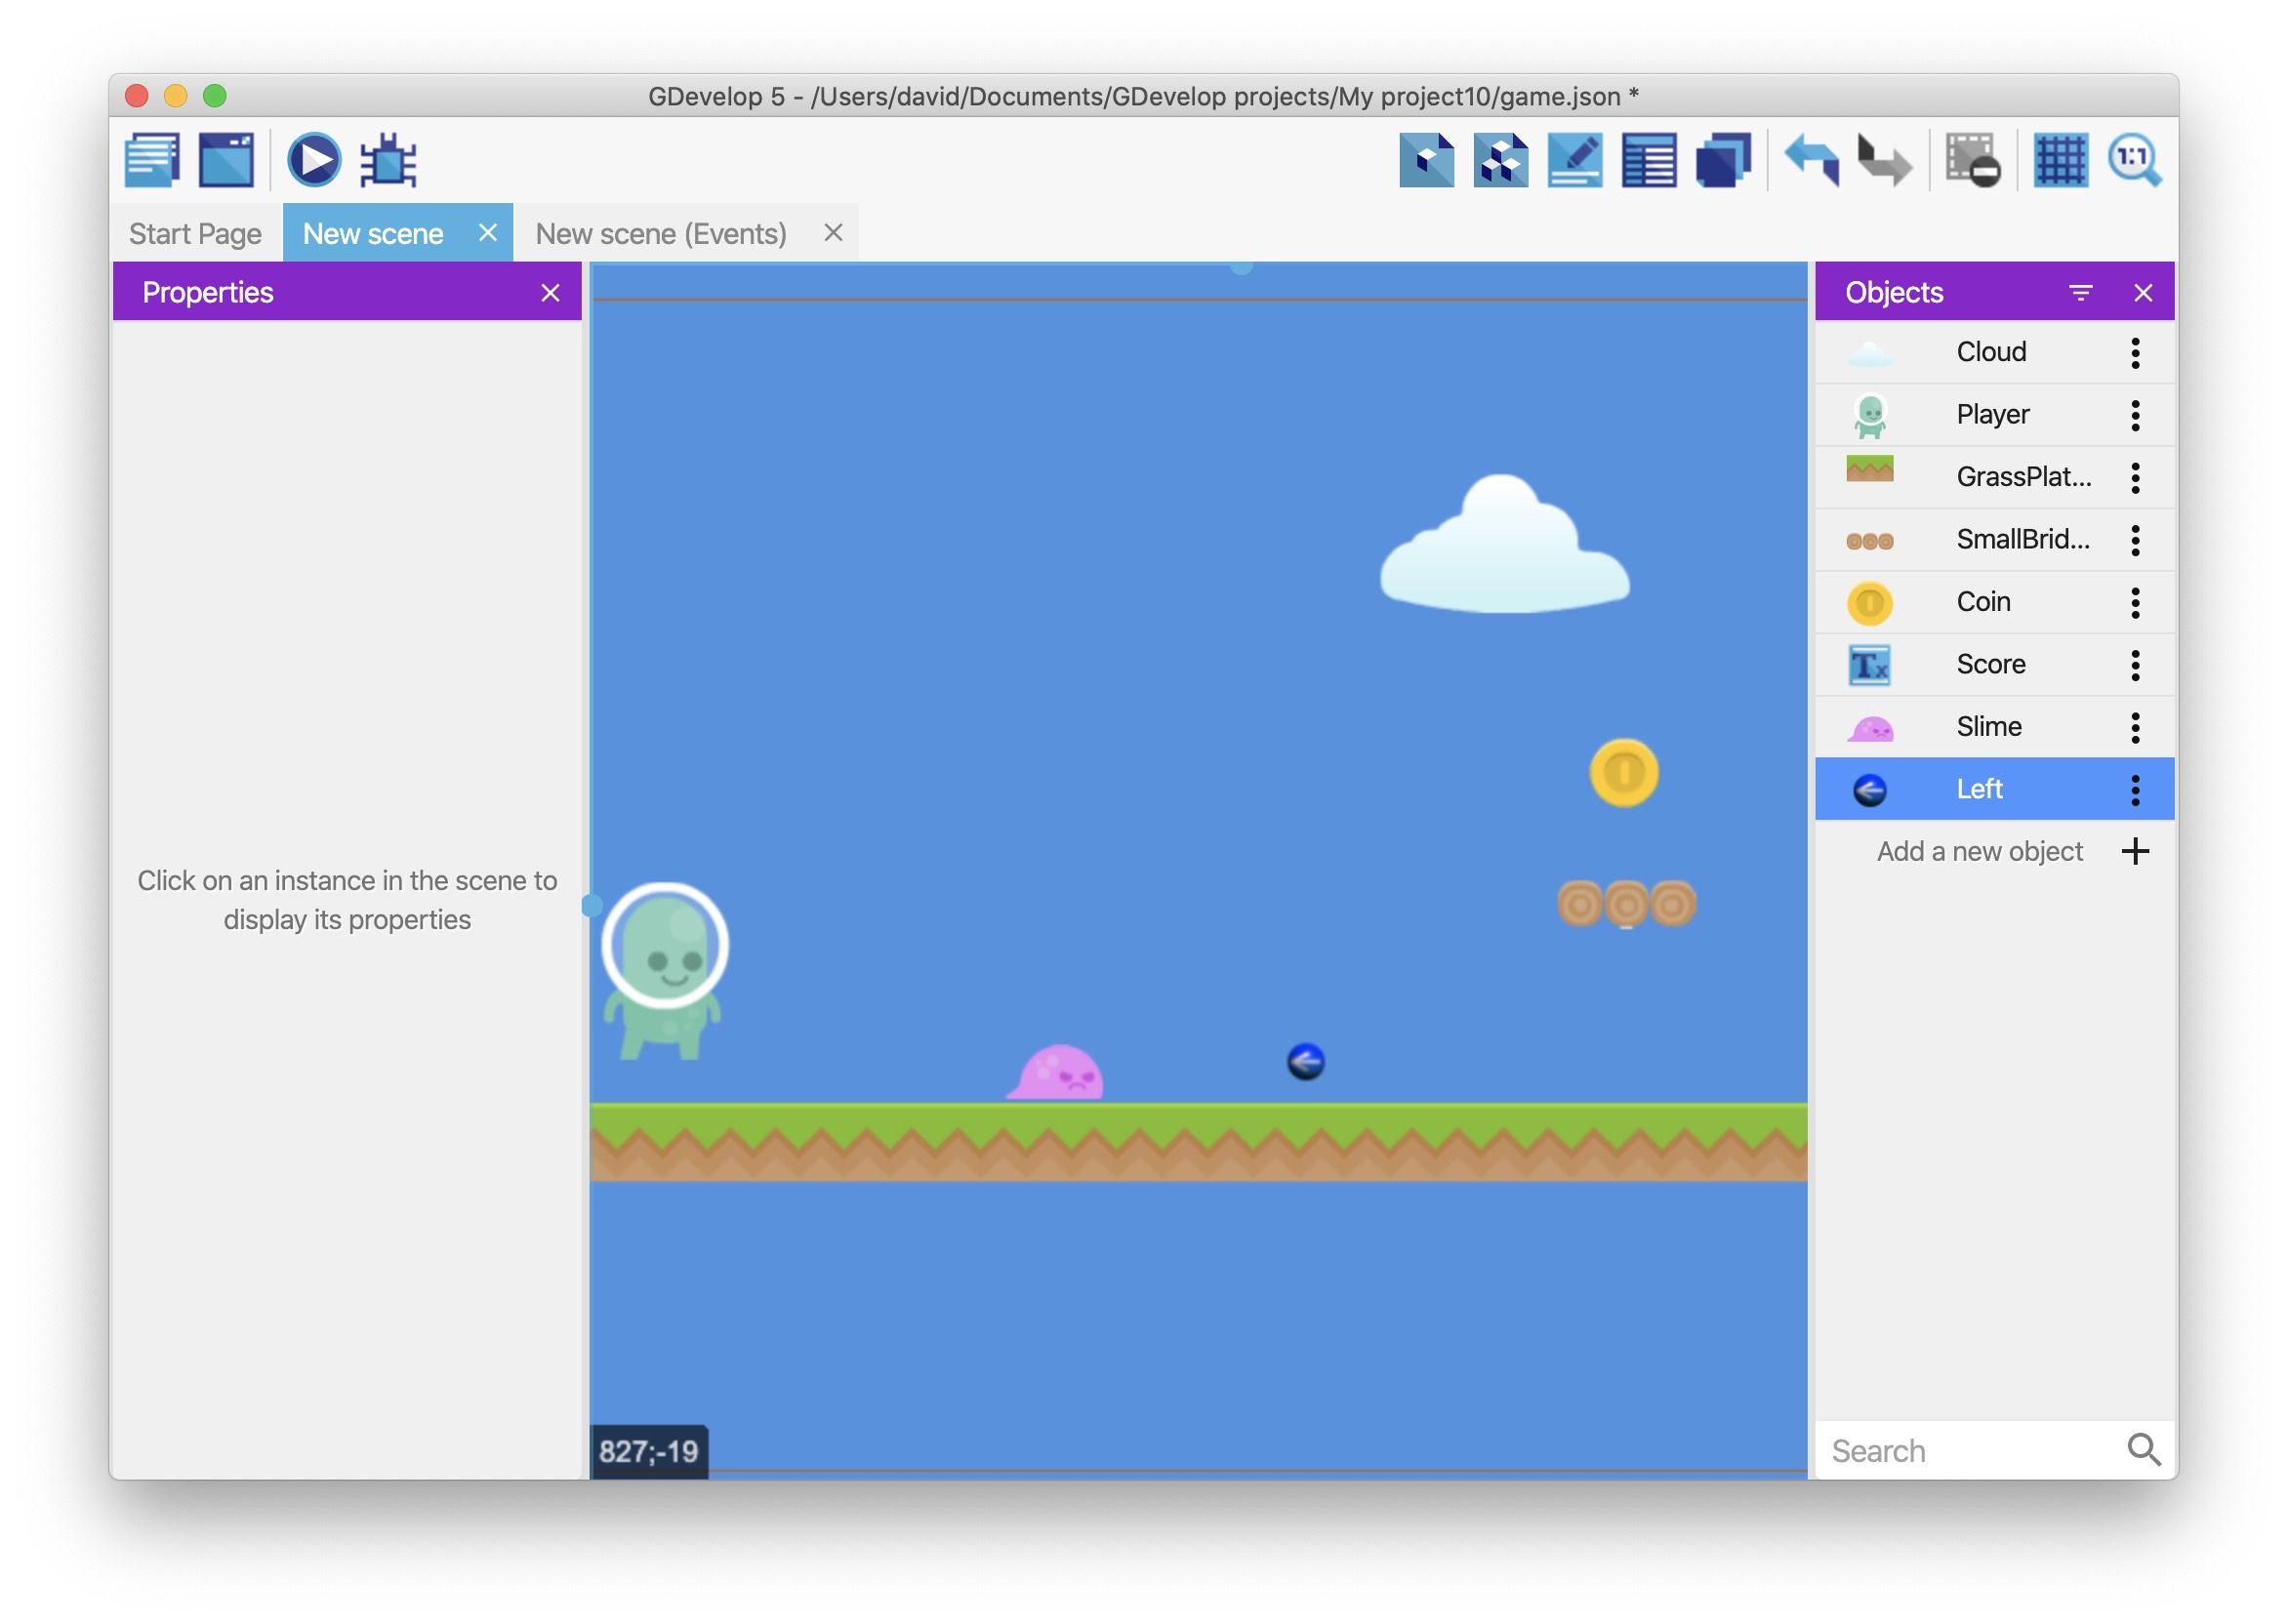 GDevelop 5 - /Users/david/Documents/GDevelop projects/My project10/game.json *
1:1
Start Page
New scene
New scene (Events)
Properties
Objects
Cloud
Player
GrassPlat...
SmallBrid...
Coin
Tx
Score
Slime
Left
Add a new object
Click on an instance in the scene to
display its properties
827;-19
Search